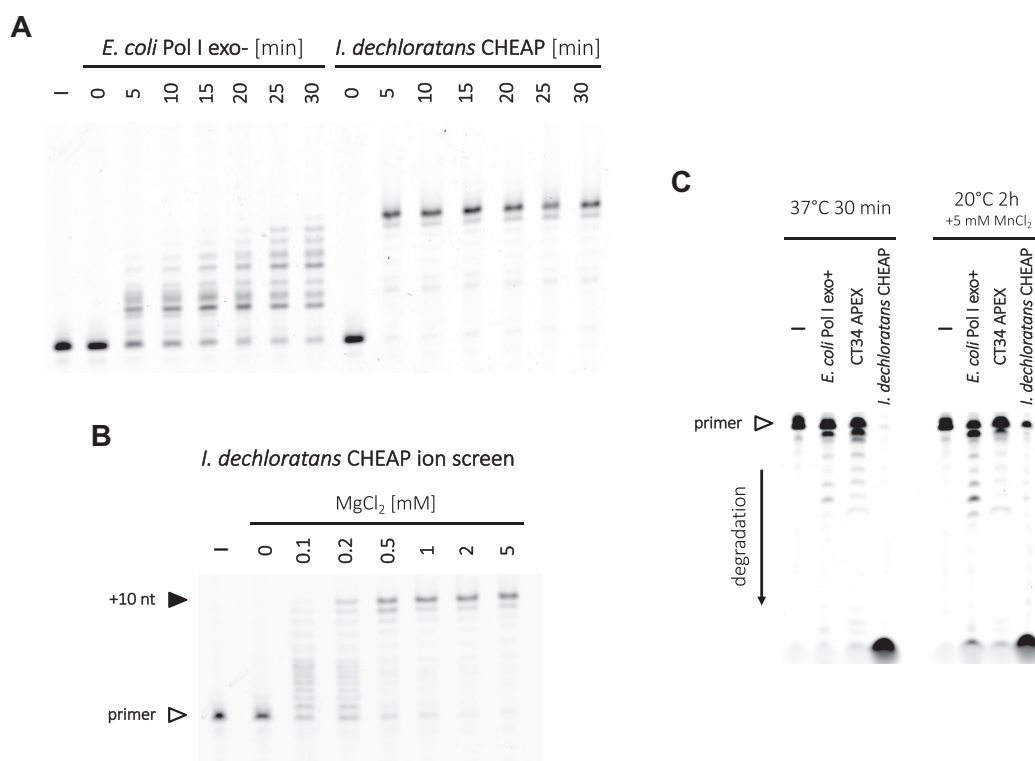 A
E. coli Pol I exo- [min]
I. dechloratans CHEAP [min]
I 0 5 10 15 20 25 30 0 5 10 15 20 25 30
B
I. dechloratans CHEAP ion screen
MgCl₂ [mM]
I 0 0.1 0.2 0.5 1 2 5
+10 nt
primer
C
37°C 30 min
20°C 2h
+5 mM MnCl₂
I
E. coli Pol I exo+
CT34 APEX
I. dechloratans CHEAP
I
E. coli Pol I exo+
CT34 APEX
I. dechloratans CHEAP
primer
degradation